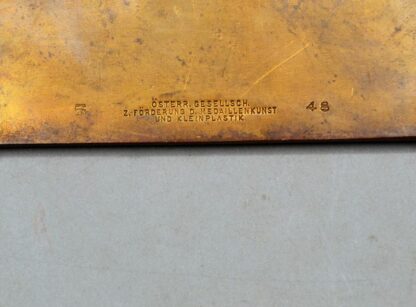 ÖSTERR. GESELLSCH.
Z. FÖRDERUNG D. MEDAILLENKUNST
UND KLEINPLASTIK
48